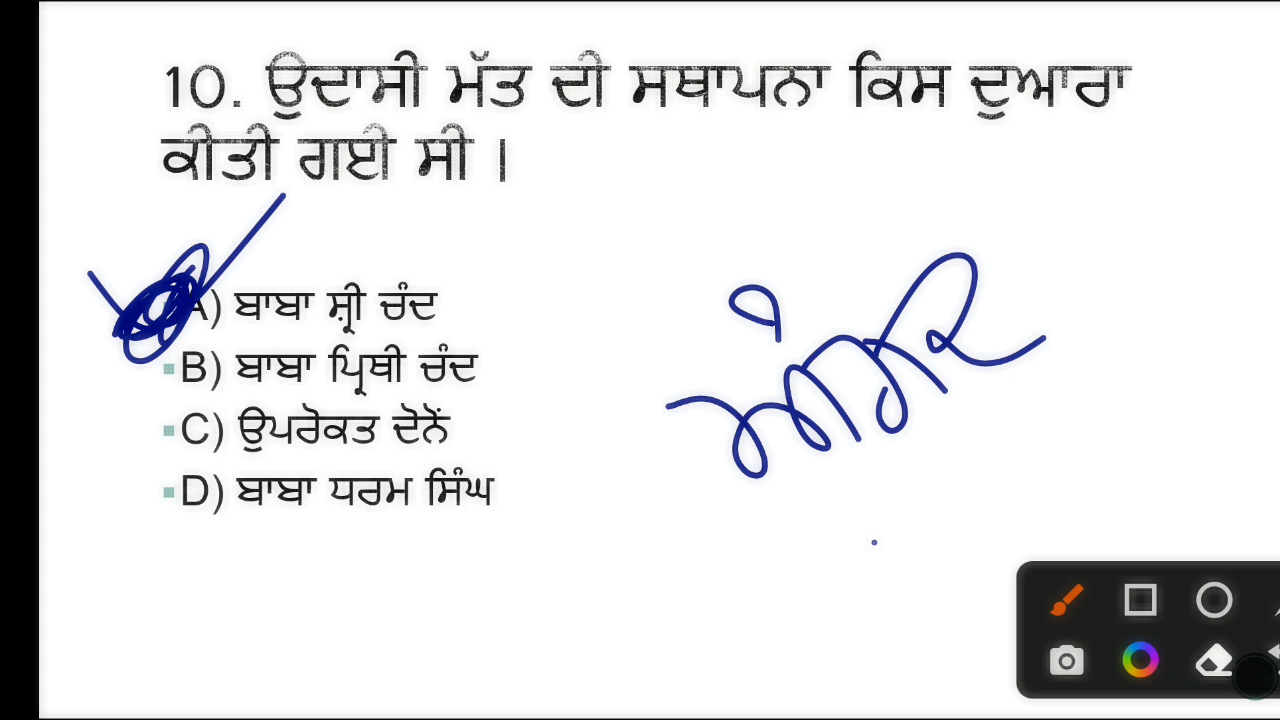 10. ਉਦਾਸੀ ਮੱਤ ਦੀ ਸਥਾਪਨਾ ਕਿਸ ਦੁਆਰਾ
ਕੀਤੀ ਗਈ ਸੀ ।
A) ਬਾਬਾ ਸ਼੍ਰੀ ਚੰਦ
B) ਬਾਬਾ ਪ੍ਰਿਥੀ ਚੰਦ
C) ਉਪਰੋਕਤ ਦੋਨੋਂ
D) ਬਾਬਾ ਧਰਮ ਸਿੰਘ